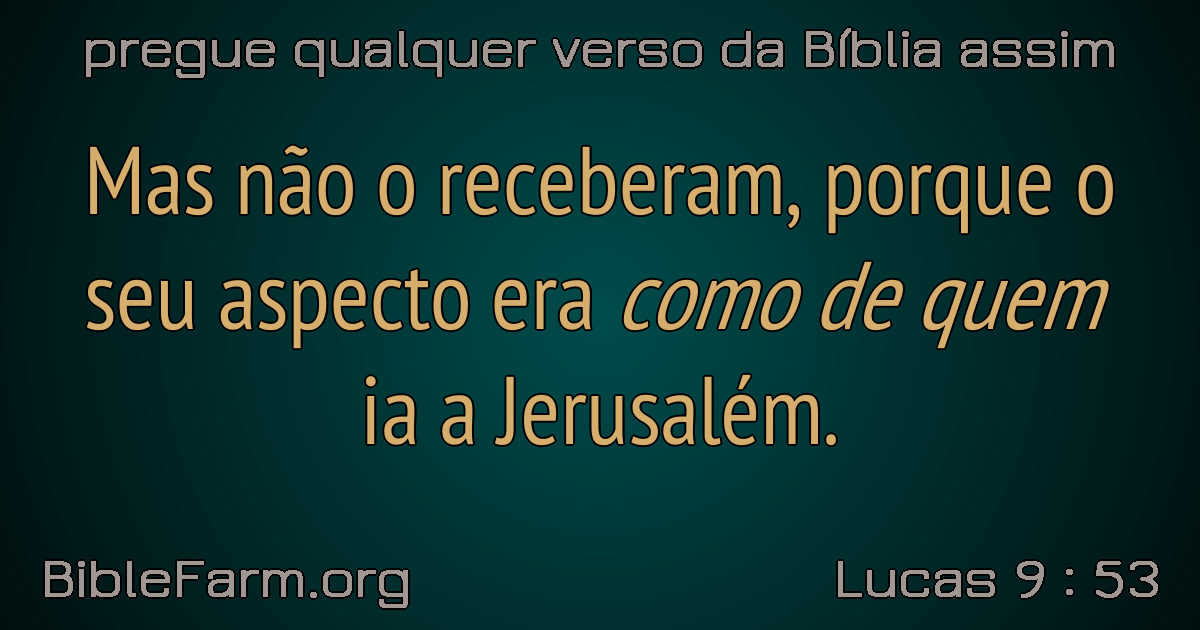 pregue qualquer verso da Bíblia assim
Mas não o receberam, porque o
seu aspecto era como de quem
ia a Jerusalém.
BibleFarm.org
Lucas 9 : 53